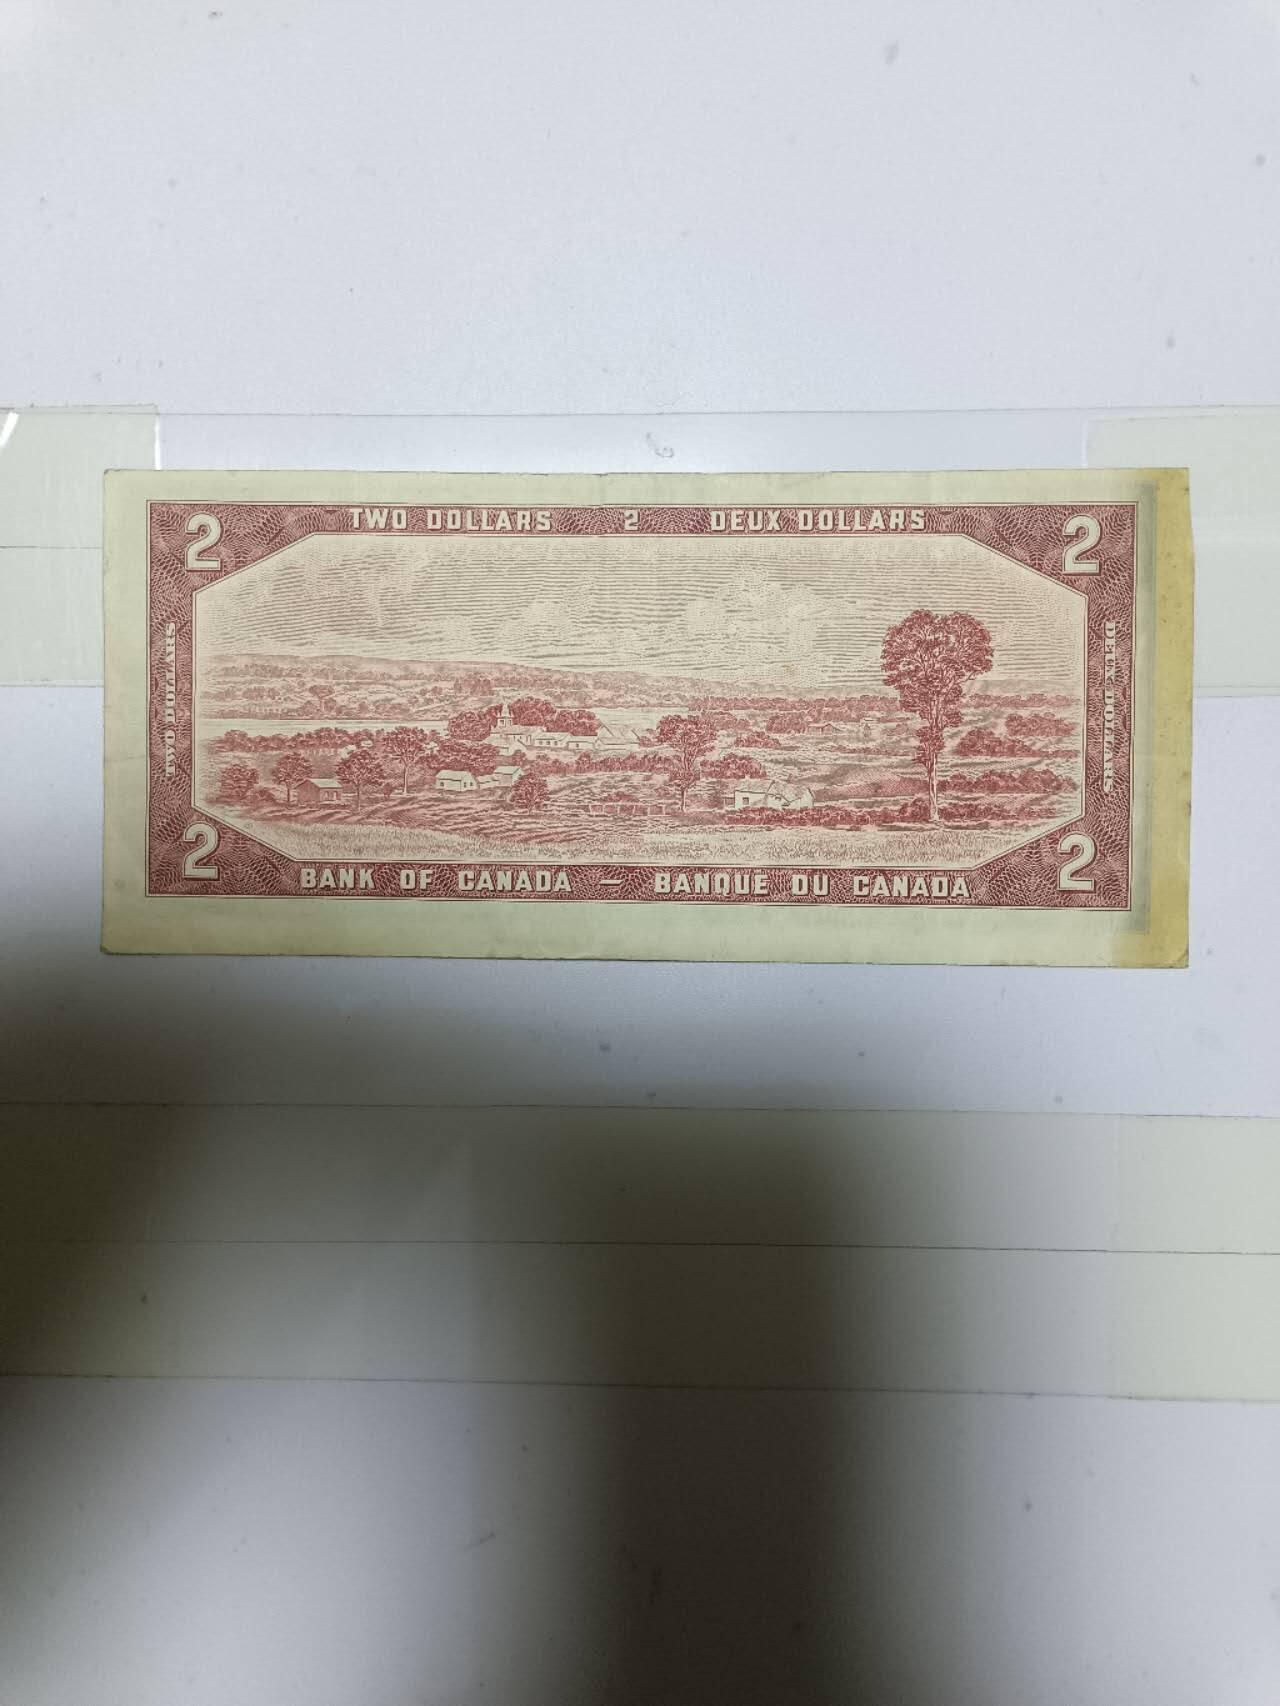 TWO DOLLARS 2 DEUX DOLLARS
2 2
TWO DOLLARS
DEUX DOLLARS
2 2
BANK OF CANADA – BANQUE DU CANADA